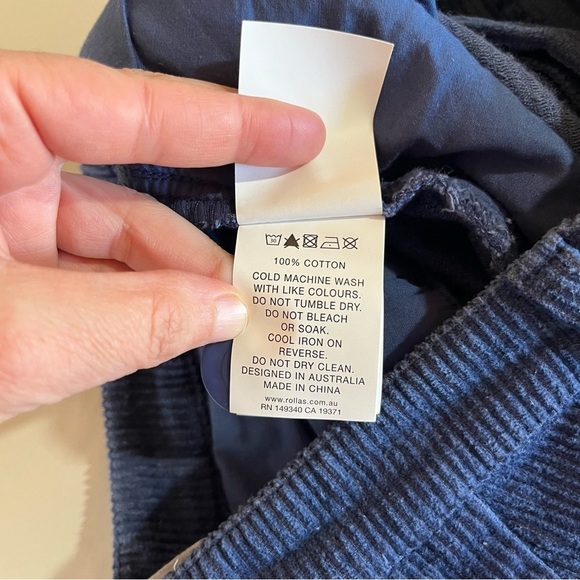 30
100% COTTON
COLD MACHINE WASH
WITH LIKE COLOURS.
DO NOT TUMBLE DRY.
DO NOT BLEACH
OR SOAK.
COOL IRON ON
REVERSE.
DO NOT DRY CLEAN.
DESIGNED IN AUSTRALIA
MADE IN CHINA
www.rollas.com.au
RN 149340 CA 19371